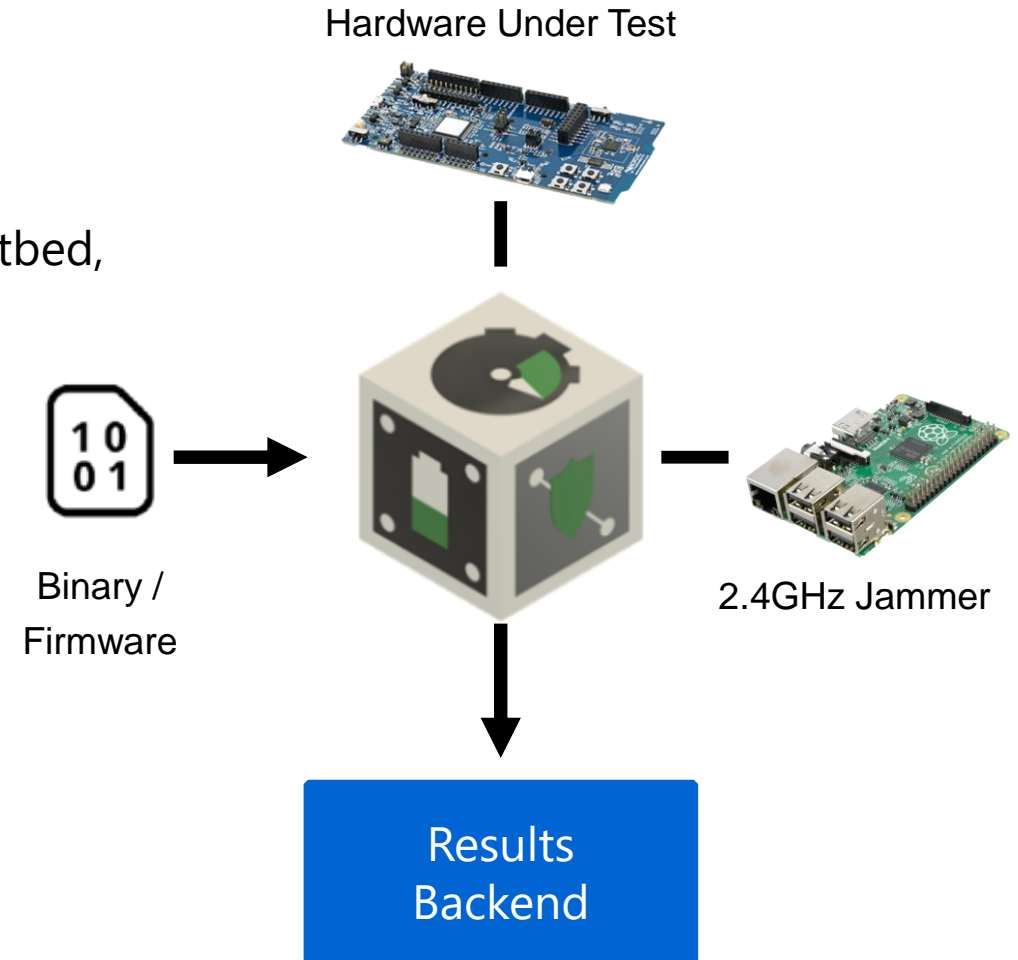 Hardware Under Test
tbed,
1 0
0 1
Binary /
Firmware
2.4GHz Jammer
Results
Backend